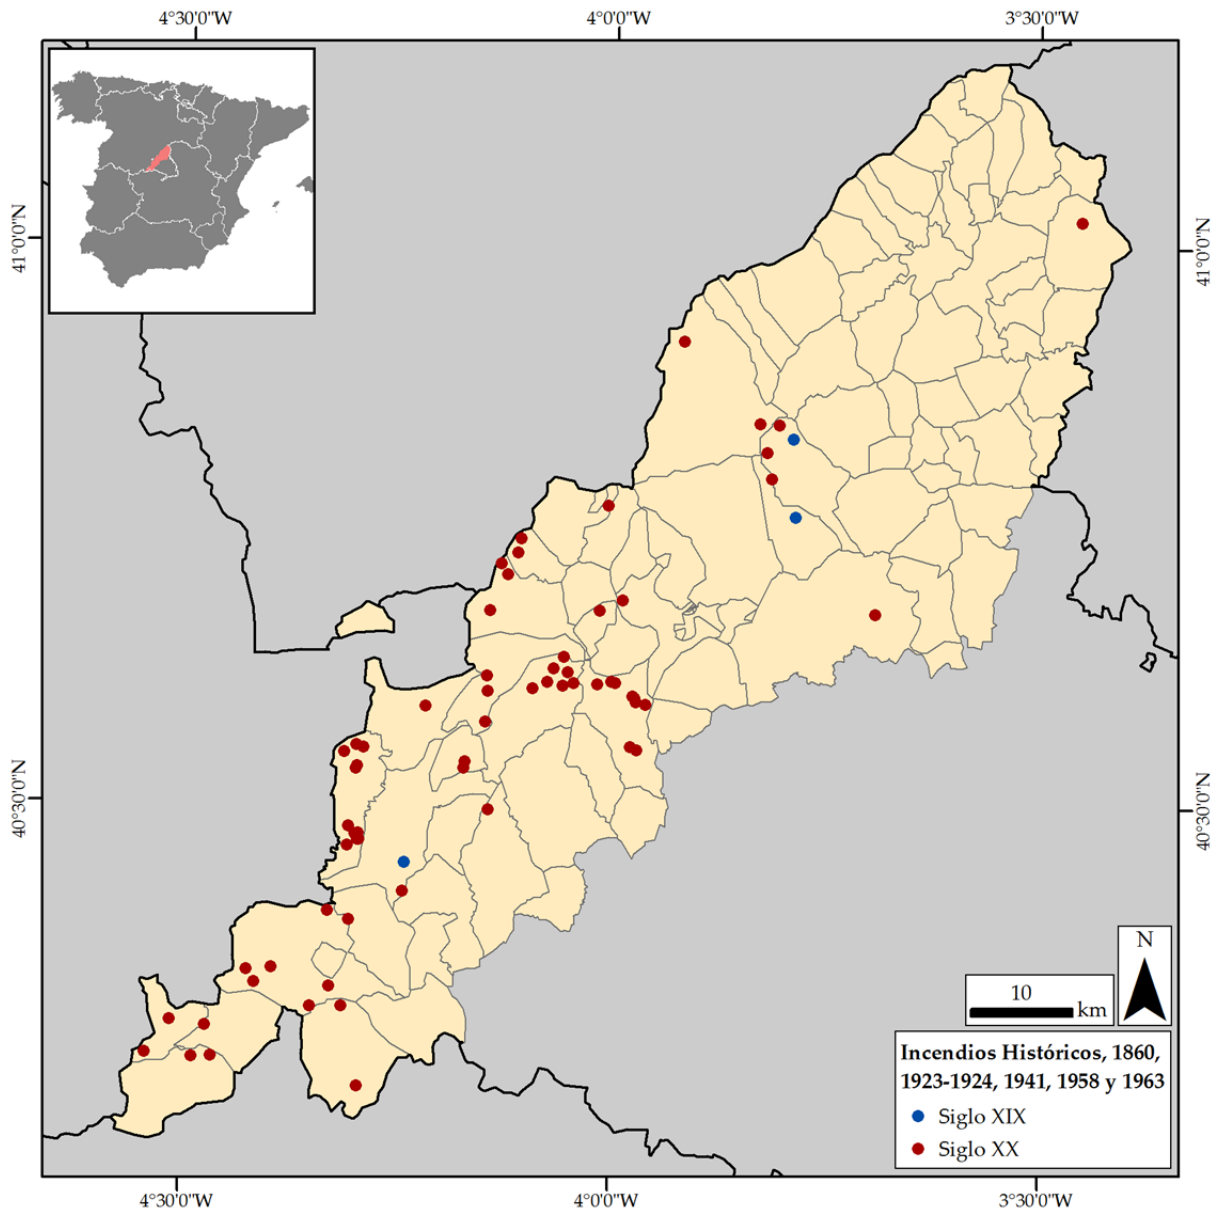 4°30'0"W 4°0'0"W 3°30'0"W
41°0'0"N
41°0'0"N
40°30'0"N
40°30'0"N
N
10
km
Incendios Históricos, 1860,
1923-1924, 1941, 1958 y 1963
Siglo XIX
Siglo XX
4°30'0"W 4°0'0"W 3°30'0"W